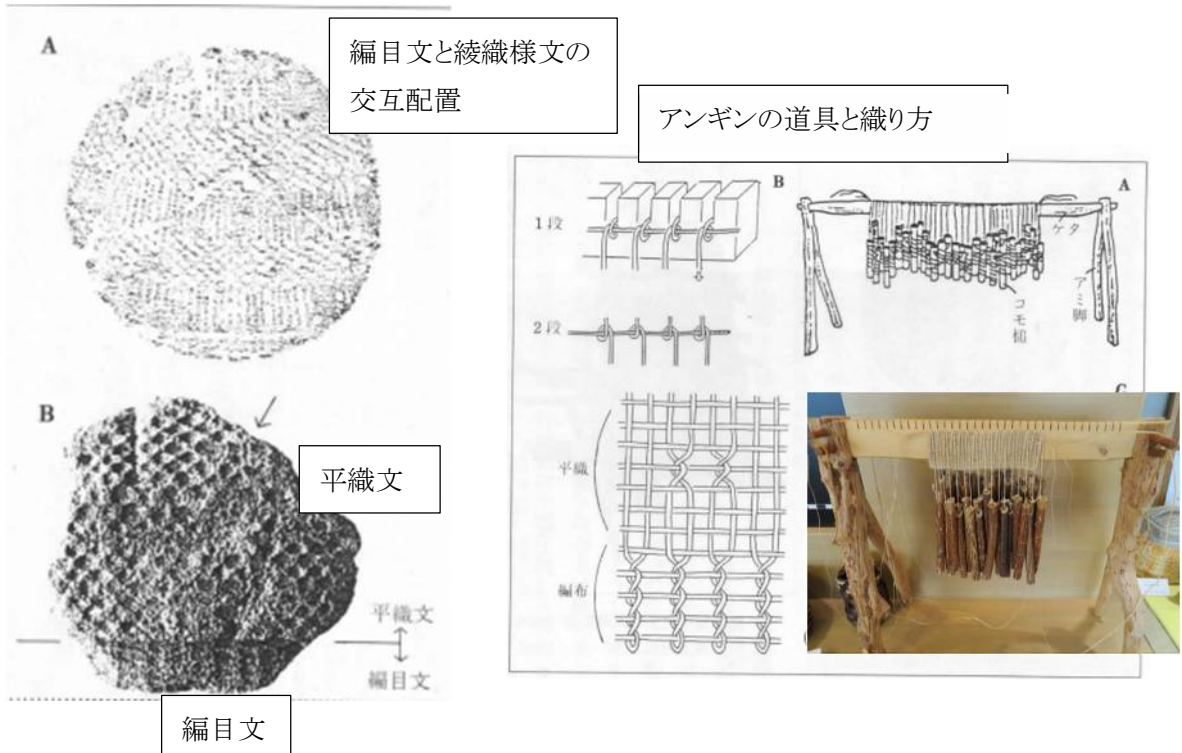 A
編目文と綾織様文の
交互配置
アンギンの道具と織り方
B
平織文
平織文
編目文
編目文
B
1段
2段
平織
編布
A
ケタ
アミ脚
コモ槌
C